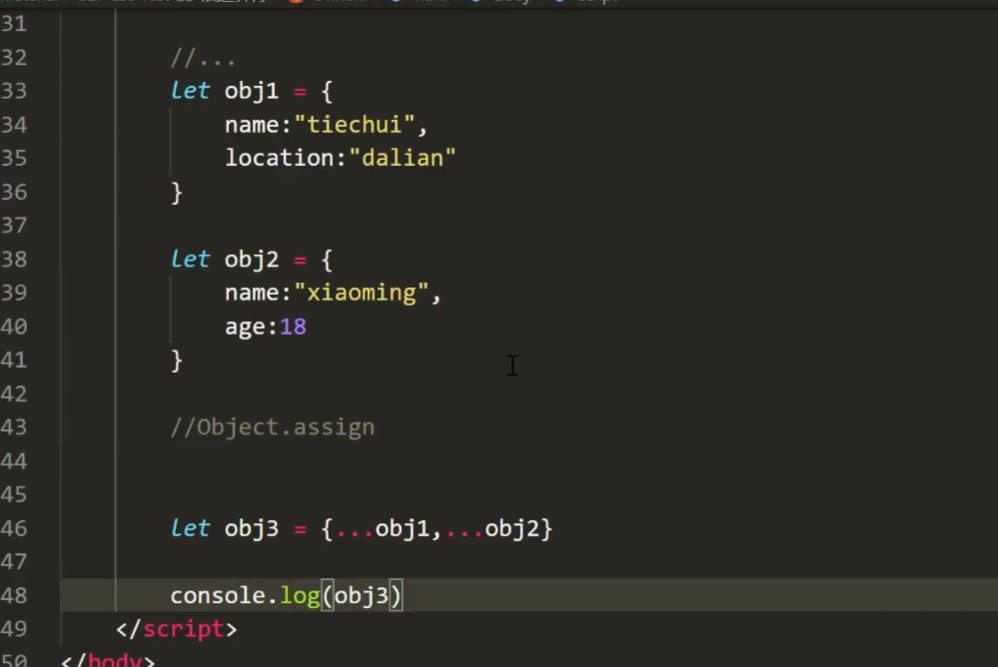 31
32 //...
33 let obj1 = {
34 name:"tiechui",
35 location:"dalian"
36 }
37
38 let obj2 = {
39 name:"xiaoming",
40 age:18
41 }
42
43 //Object.assign
44
45
46 let obj3 = {...obj1,...obj2}
47
48 console.log(obj3)
49 </script>
50 </body>